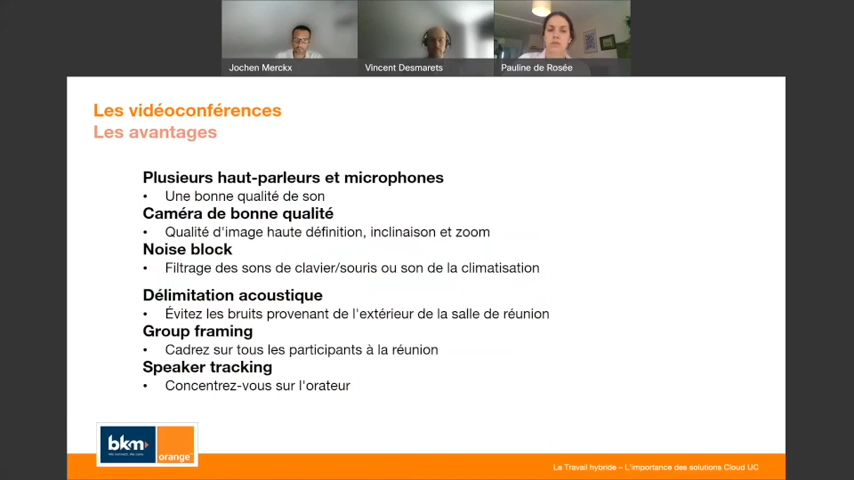 Jochen Merckx
Vincent Desmarets
Pauline de Rosée
Les vidéoconférences
Les avantages
Plusieurs haut-parleurs et microphones
• Une bonne qualité de son
Caméra de bonne qualité
• Qualité d'image haute définition, inclinaison et zoom
Noise block
• Filtrage des sons de clavier/souris ou son de la climatisation
Délimitation acoustique
• Évitez les bruits provenant de l'extérieur de la salle de réunion
Group framing
• Cadrez sur tous les participants à la réunion
Speaker tracking
• Concentrez-vous sur l'orateur
bkm
orange
Le Travail hybride – L'importance des solutions Cloud UC